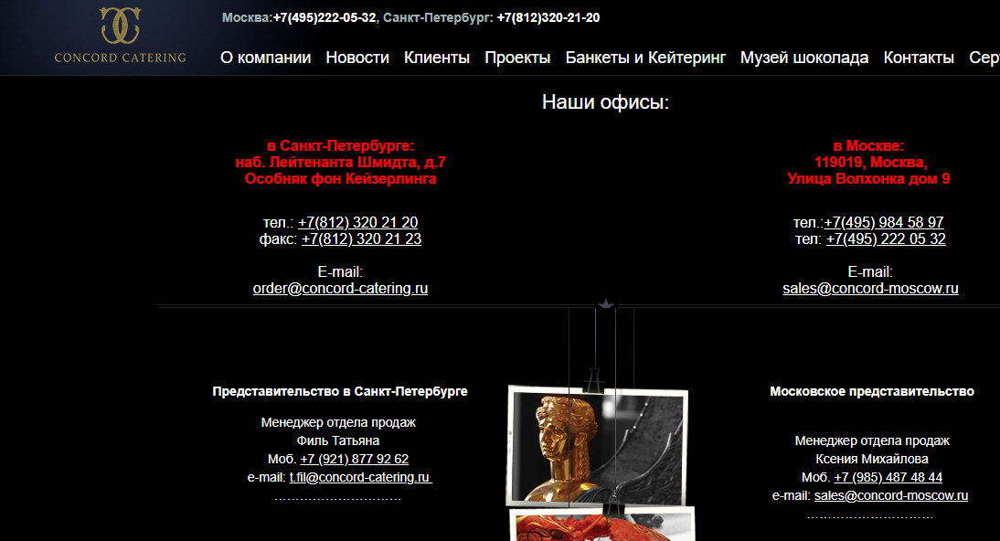 CONCORD CATERING
Москва:+7(495)222-05-32, Санкт-Петербург: +7(812)320-21-20
О компании Новости Клиенты Проекты Банкеты и Кейтеринг Музей шоколада Контакты Сер
Наши офисы:
в Санкт-Петербурге:
наб. Лейтенанта Шмидта, д.7
Особняк фон Кейзерлинга
тел.: +7(812) 320 21 20
факс: +7(812) 320 21 23
E-mail:
order@concord-catering.ru
в Москве:
119019, Москва,
Улица Волхонка дом 9
тел.:+7(495) 984 58 97
тел: +7(495) 222 05 32
E-mail:
sales@concord-moscow.ru
Представительство в Санкт-Петербурге
Менеджер отдела продаж
Филь Татьяна
Моб. +7 (921) 877 92 62
e-mail: t.fil@concord-catering.ru
................................
Московское представительство
Менеджер отдела продаж
Ксения Михайлова
Моб. +7 (985) 487 48 44
e-mail: sales@concord-moscow.ru
................................